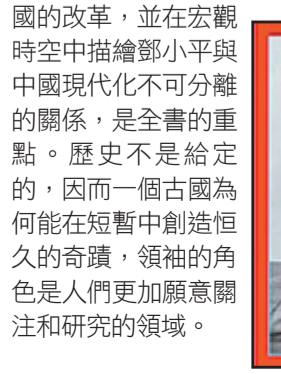 國的改革，並在宏觀
時空中描繪鄧小平與
中國現代化不可分離
的關係，是全書的重
點。歷史不是給定
的，因而一個古國為
何能在短暫中創造恒
久的奇蹟，領袖的角
色是人們更加願意關
注和研究的領域。